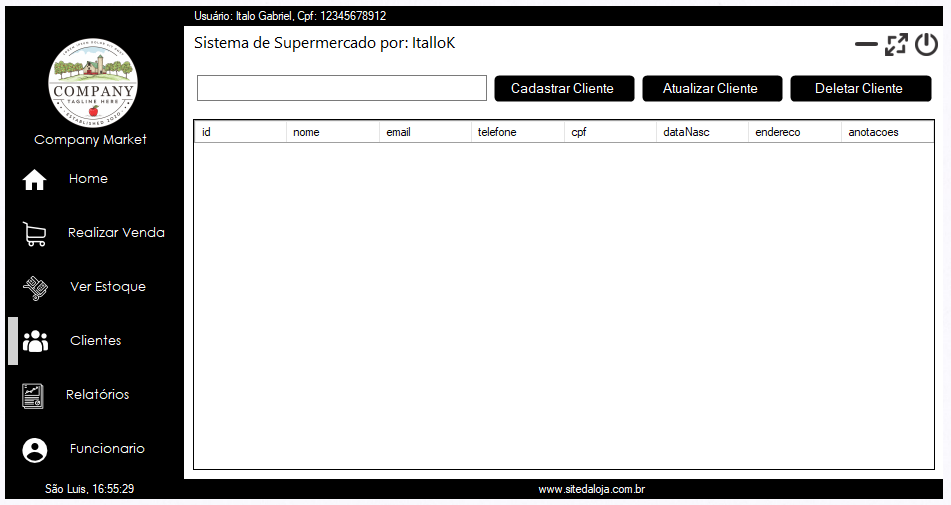 Usuário: Italo Gabriel, Cpf: 12345678912
Sistema de Supermercado por: ItalloK
COMPANY
TAGLINE HERE
ESTABLISHED 2020
Company Market
Home
Realizar Venda
Ver Estoque
Clientes
Relatórios
Funcionario
São Luis, 16:55:29
Cadastrar Cliente
Atualizar Cliente
Deletar Cliente
id nome email telefone cpf dataNasc endereco anotacoes
www.sitedaloja.com.br